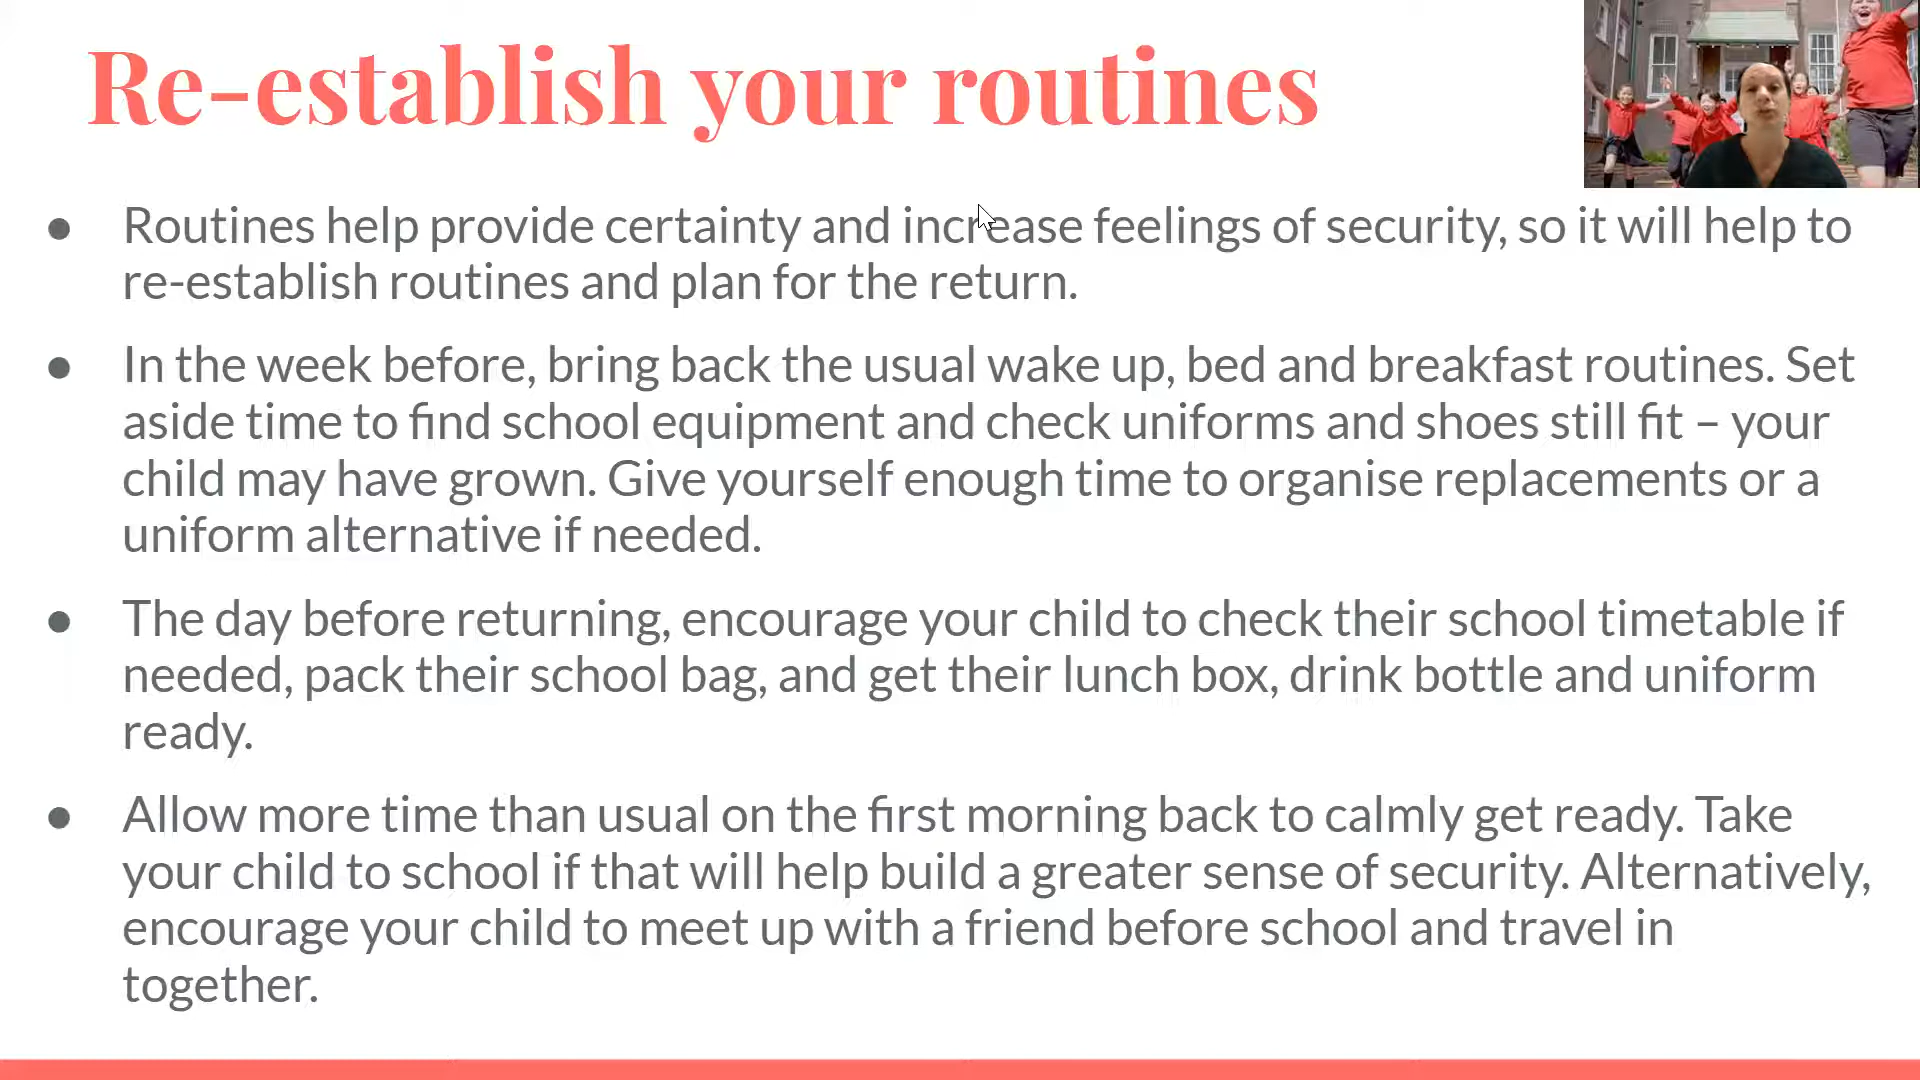 Re-establish your routines
● Routines help provide certainty and increase feelings of security, so it will help to
re-establish routines and plan for the return.
● In the week before, bring back the usual wake up, bed and breakfast routines. Set
aside time to find school equipment and check uniforms and shoes still fit – your
child may have grown. Give yourself enough time to organise replacements or a
uniform alternative if needed.
● The day before returning, encourage your child to check their school timetable if
needed, pack their school bag, and get their lunch box, drink bottle and uniform
ready.
● Allow more time than usual on the first morning back to calmly get ready. Take
your child to school if that will help build a greater sense of security. Alternatively,
encourage your child to meet up with a friend before school and travel in
together.